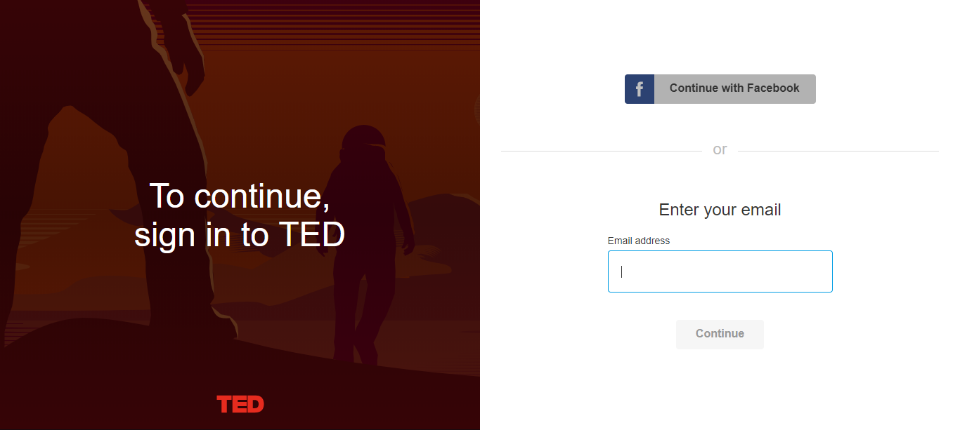 To continue,
sign in to TED
TED
f
Continue with Facebook
or
Enter your email
Email address
Continue